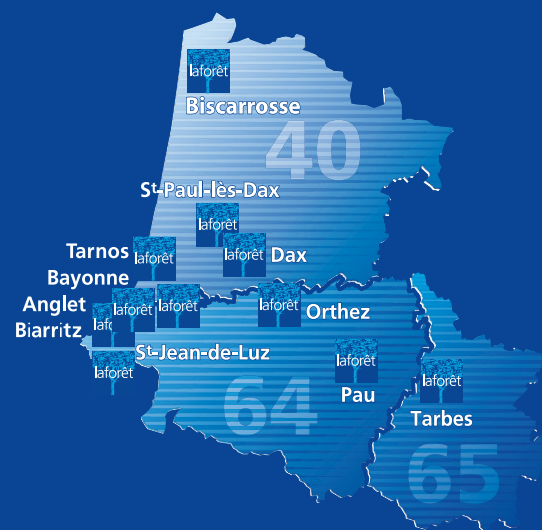 laforêt
Biscarrosse
40
St-Paul-lès-Dax
laforêt
Tarnos
laforêt
laforêt
Dax
Bayonne
Anglet
laforêt
laforêt
laforêt
Orthez
Biarritz
lafo
St-Jean-de-Luz
laforêt
laforêt
laforêt
64
Pau
Tarbes
65